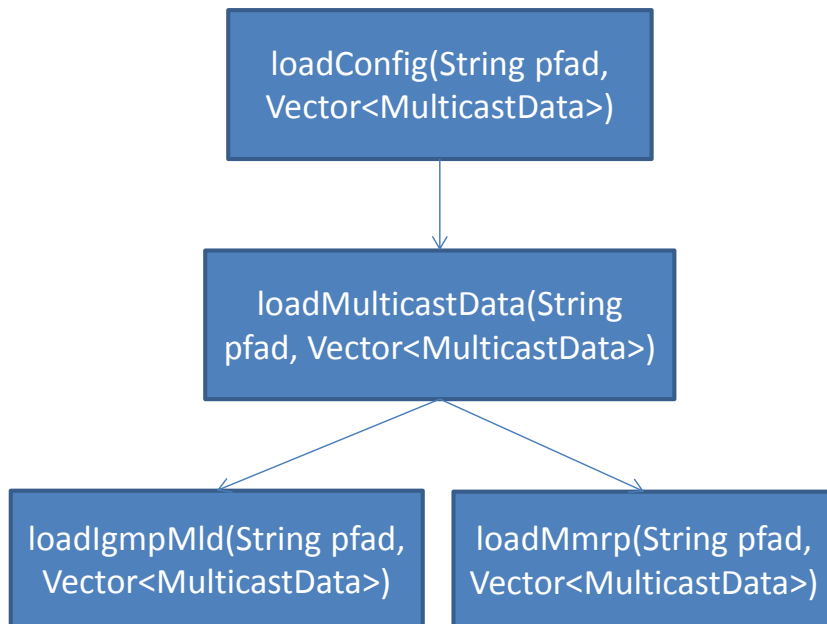 loadConfig(String pfad,
Vector<MulticastData>)
loadMulticastData(String
pfad, Vector<MulticastData>)
loadIgmpMld(String pfad,
Vector<MulticastData>)
loadMmrp(String pfad,
Vector<MulticastData>)